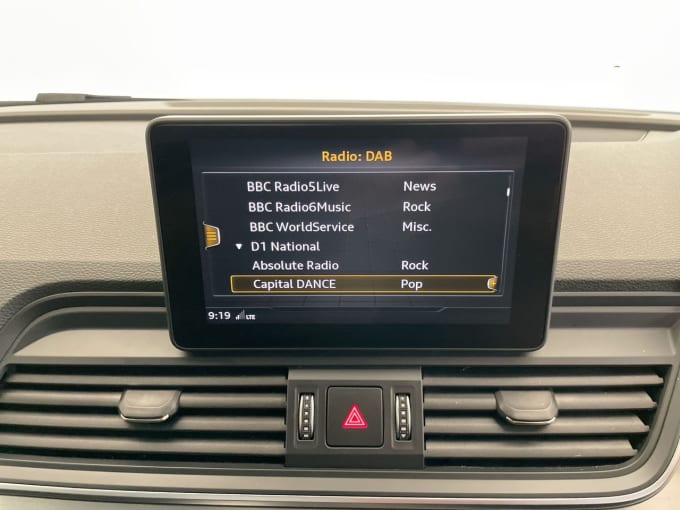 Radio: DAB
BBC Radio5Live News
BBC Radio6Music Rock
BBC WorldService Misc.
D1 National
Absolute Radio Rock
Capital DANCE Pop
9:19 LTE